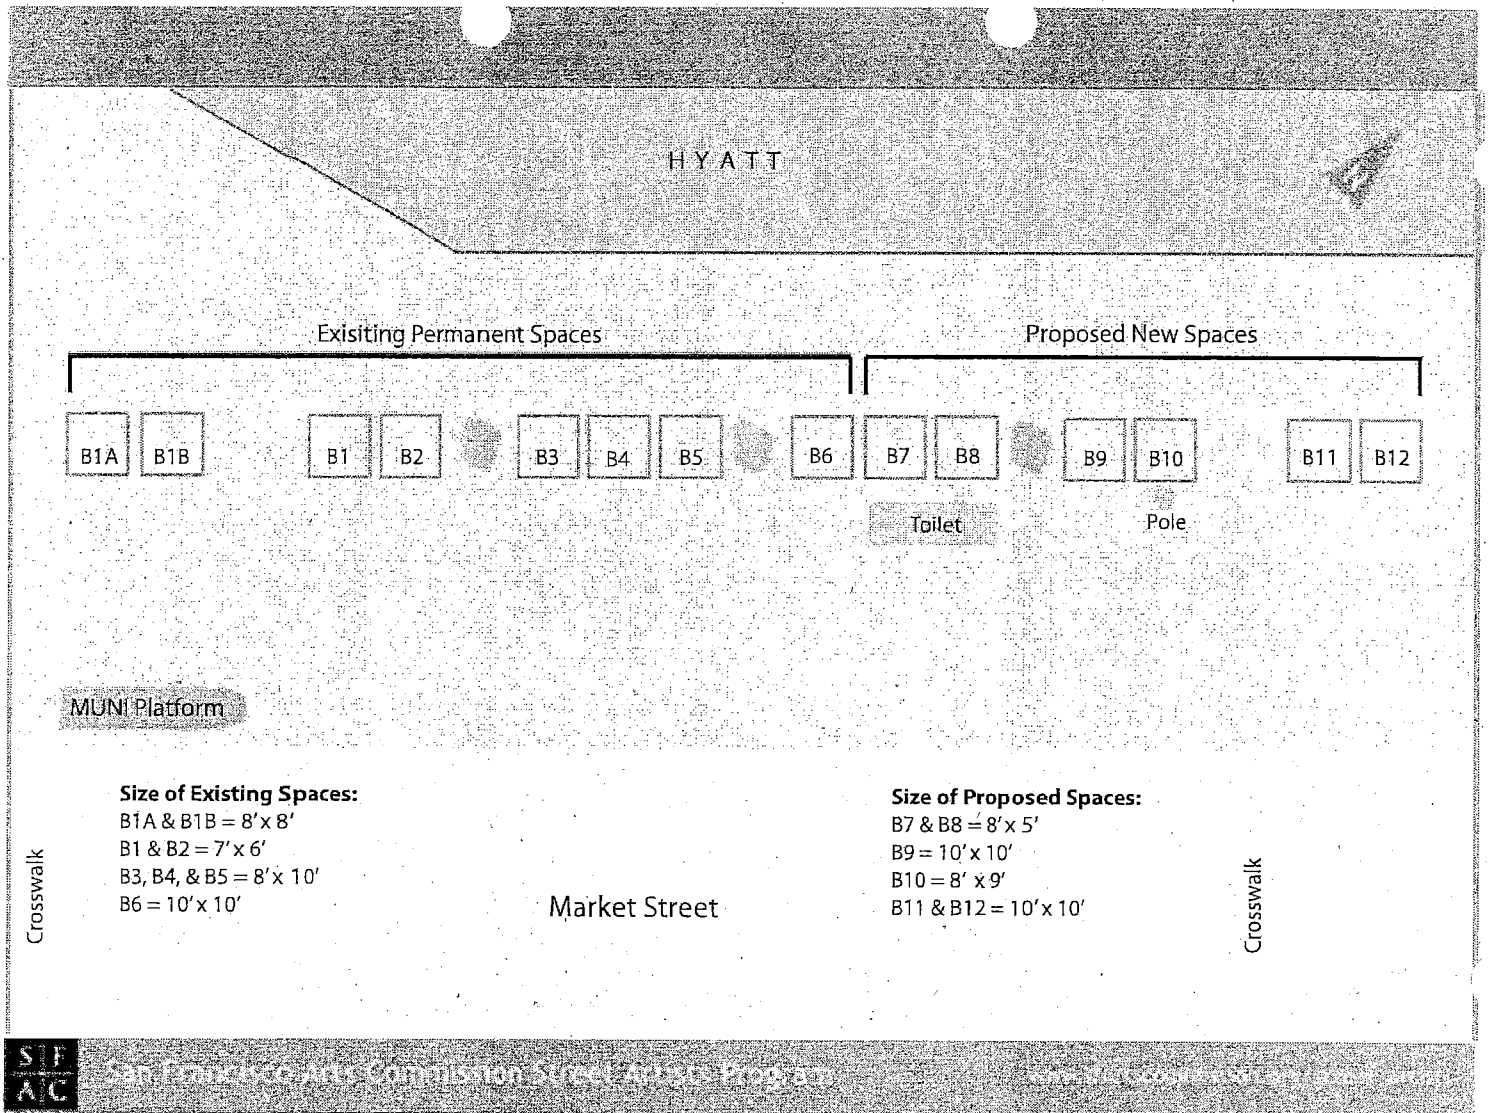 HYATT
Exisiting Permanent Spaces
Proposed New Spaces
B1A B1B B1 B2 B3 B4 B5 B6 B7 B8 B9 B10 B11 B12
Toilet
Pole
MUNI Platform
Size of Existing Spaces:
B1A & B1B = 8' x 8'
B1 & B2 = 7' x 6'
B3, B4, & B5 = 8' x 10'
B6 = 10' x 10'
Size of Proposed Spaces:
B7 & B8 = 8' x 5'
B9 = 10' x 10'
B10 = 8' x 9'
B11 & B12 = 10' x 10'
Crosswalk
Market Street
Crosswalk
S F
A C
San Francisco Arts Commission Street Artists Program